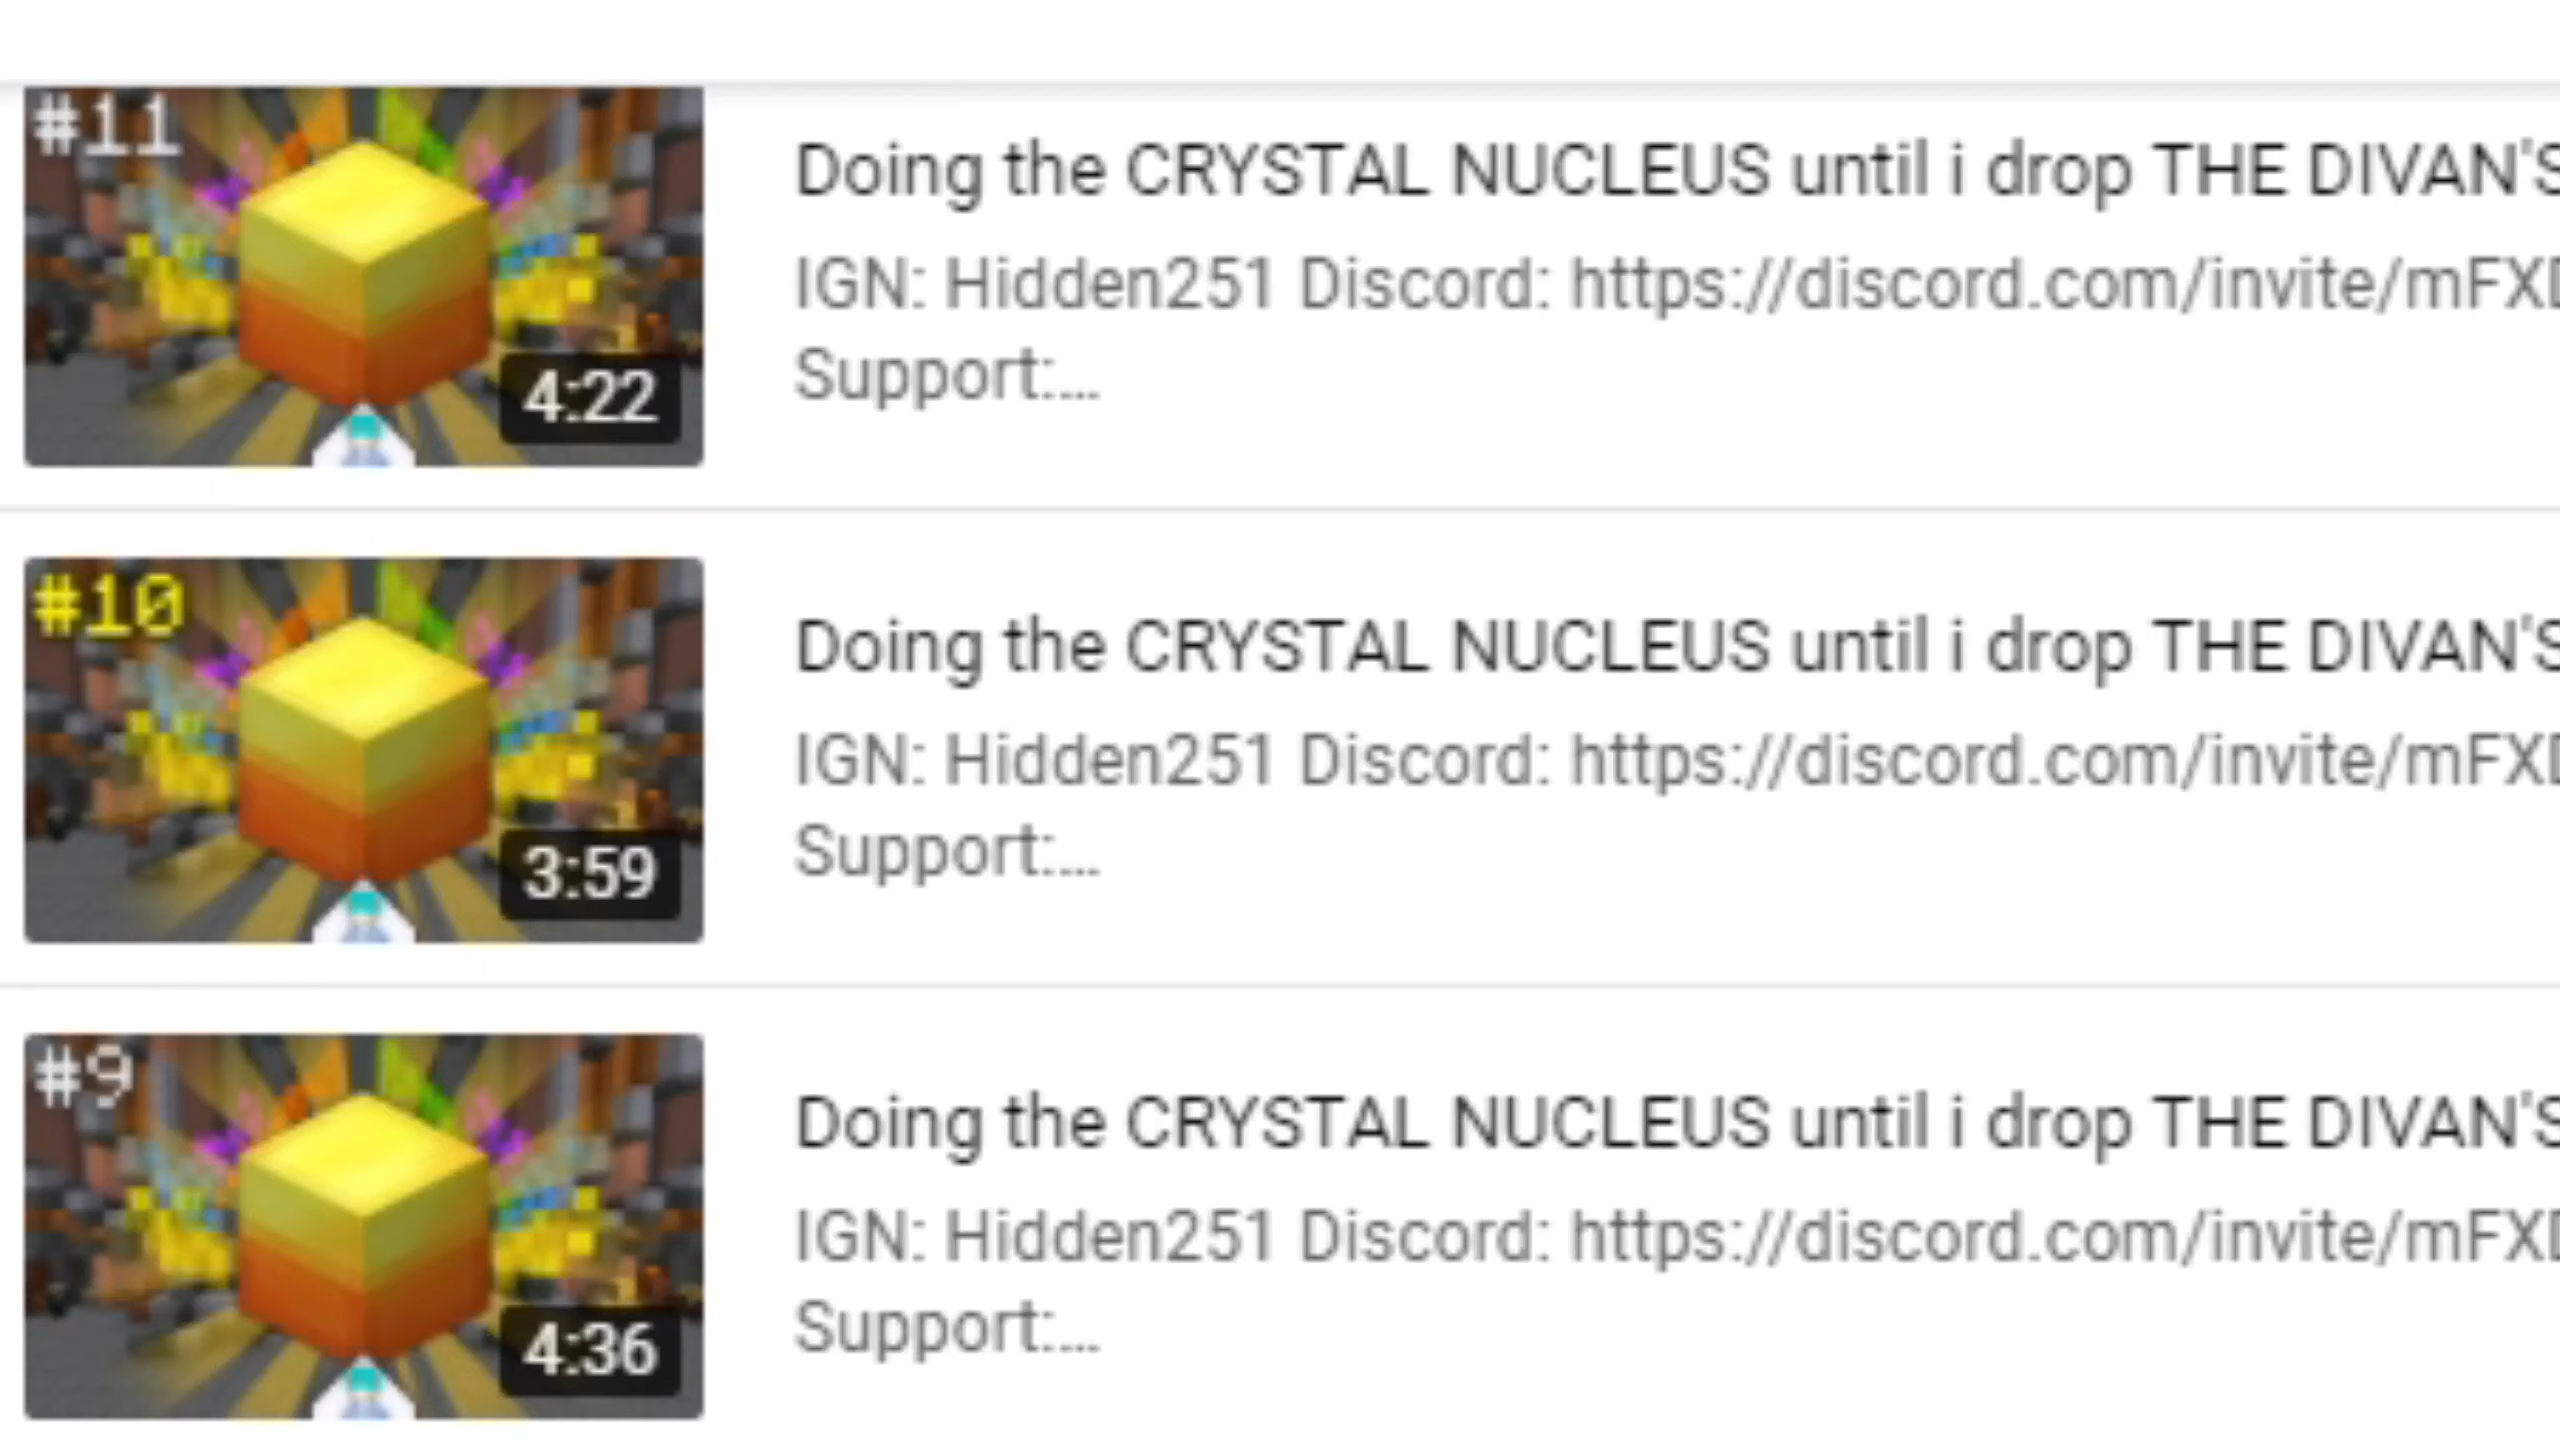 #11
4:22
Doing the CRYSTAL NUCLEUS until i drop THE DIVAN'S
IGN: Hidden251 Discord: https://discord.com/invite/mFX
Support:...
#10
3:59
Doing the CRYSTAL NUCLEUS until i drop THE DIVAN'S
IGN: Hidden251 Discord: https://discord.com/invite/mFX
Support:...
#9
4:36
Doing the CRYSTAL NUCLEUS until i drop THE DIVAN'S
IGN: Hidden251 Discord: https://discord.com/invite/mFX
Support:...